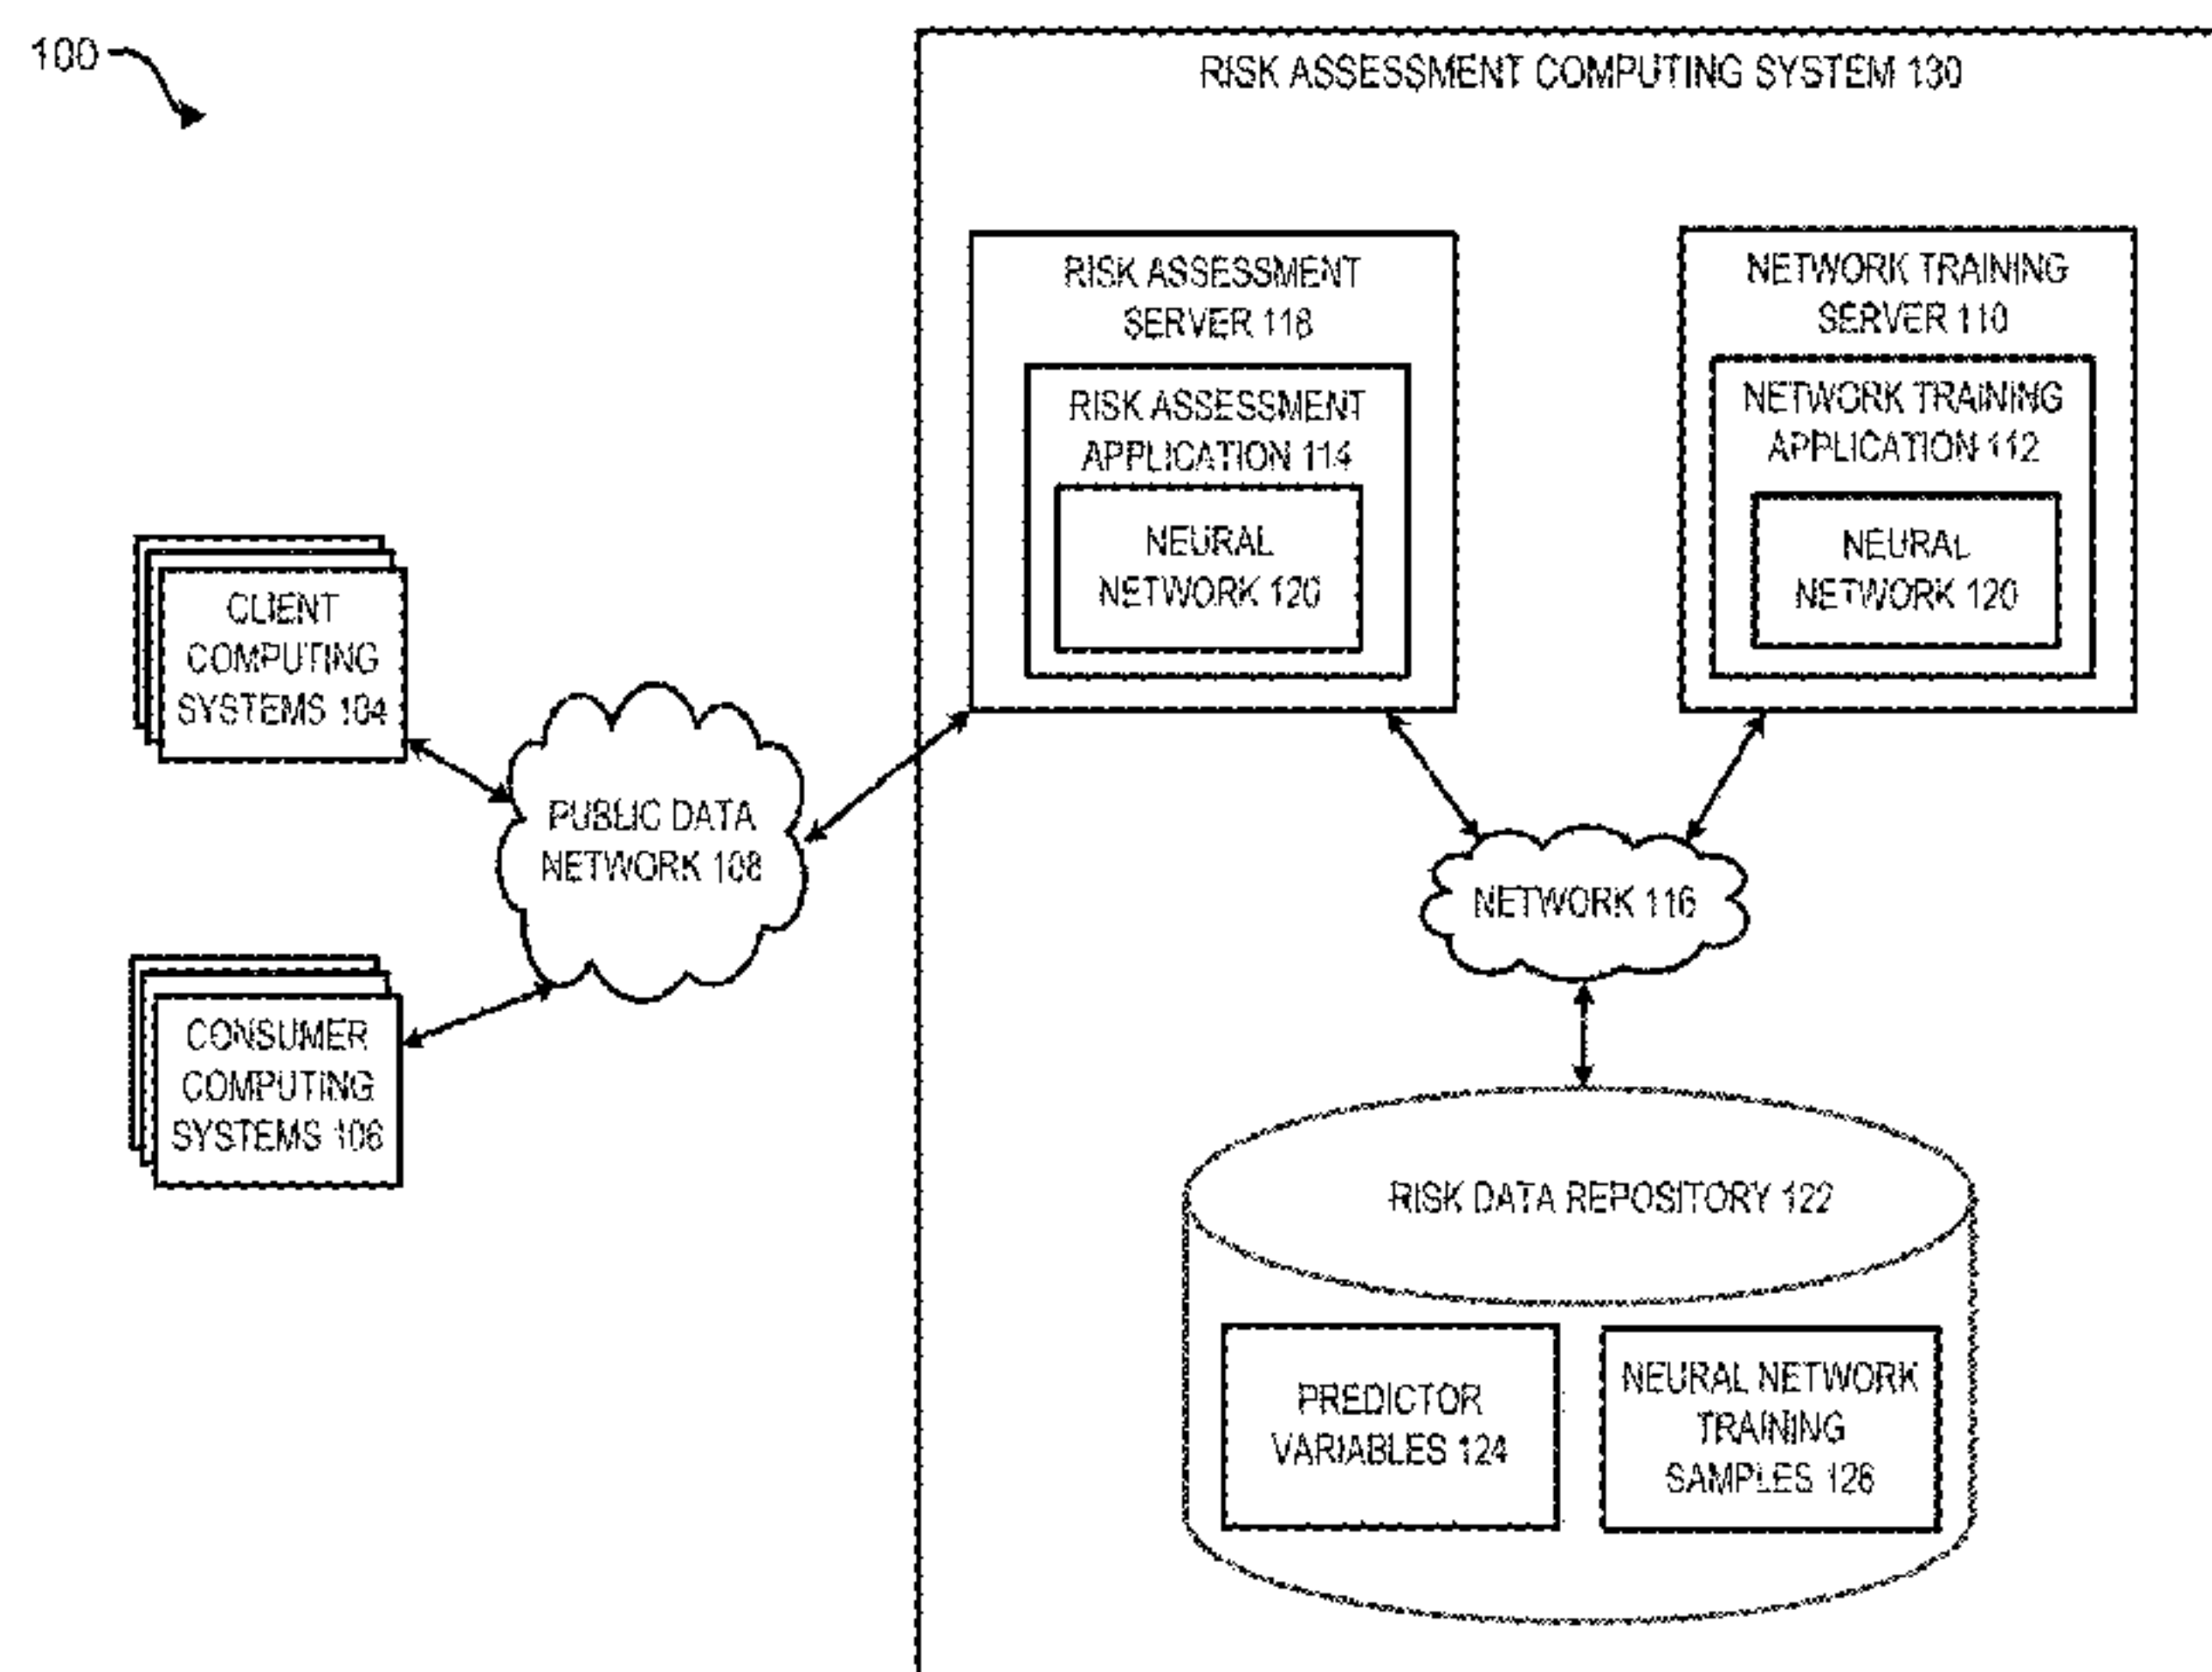 100
RISK ASSESSMENT COMPUTING SYSTEM 130
RISK ASSESSMENT
SERVER 118
RISK ASSESSMENT
APPLICATION 114
NEURAL
NETWORK 120
NETWORK TRAINING
SERVER 110
NETWORK TRAINING
APPLICATION 112
NEURAL
NETWORK 120
CLIENT
COMPUTING
SYSTEMS 104
PUBLIC DATA
NETWORK 108
NETWORK 116
CONSUMER
COMPUTING
SYSTEMS 106
RISK DATA REPOSITORY 122
PREDICTOR
VARIABLES 124
NEURAL NETWORK
TRAINING
SAMPLES 126